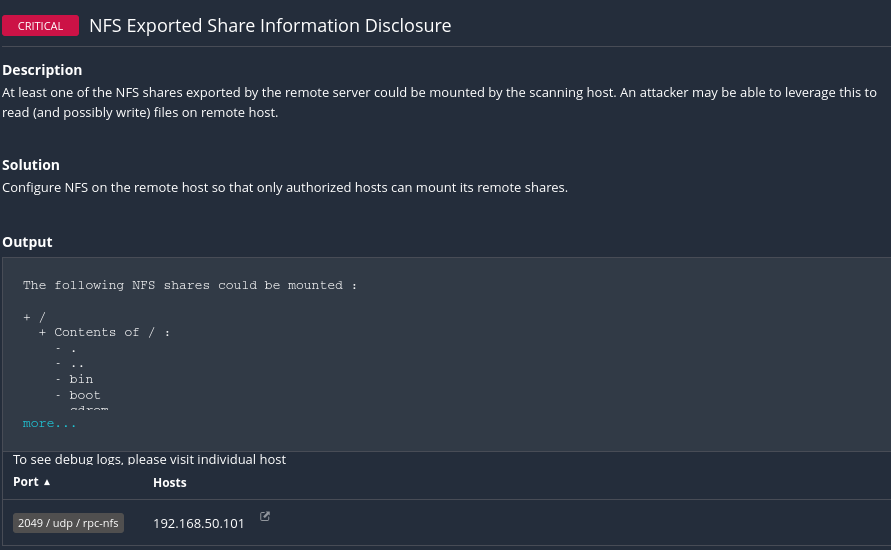 CRITICAL NFS Exported Share Information Disclosure
Description
At least one of the NFS shares exported by the remote server could be mounted by the scanning host. An attacker may be able to leverage this to
read (and possibly write) files on remote host.
Solution
Configure NFS on the remote host so that only authorized hosts can mount its remote shares.
Output
The following NFS shares could be mounted :
+ /
+ Contents of / :
- .
- ..
- bin
- boot
- cdrom
more...
To see debug logs, please visit individual host
Port ▲ Hosts
2049 / udp / rpc-nfs 192.168.50.101